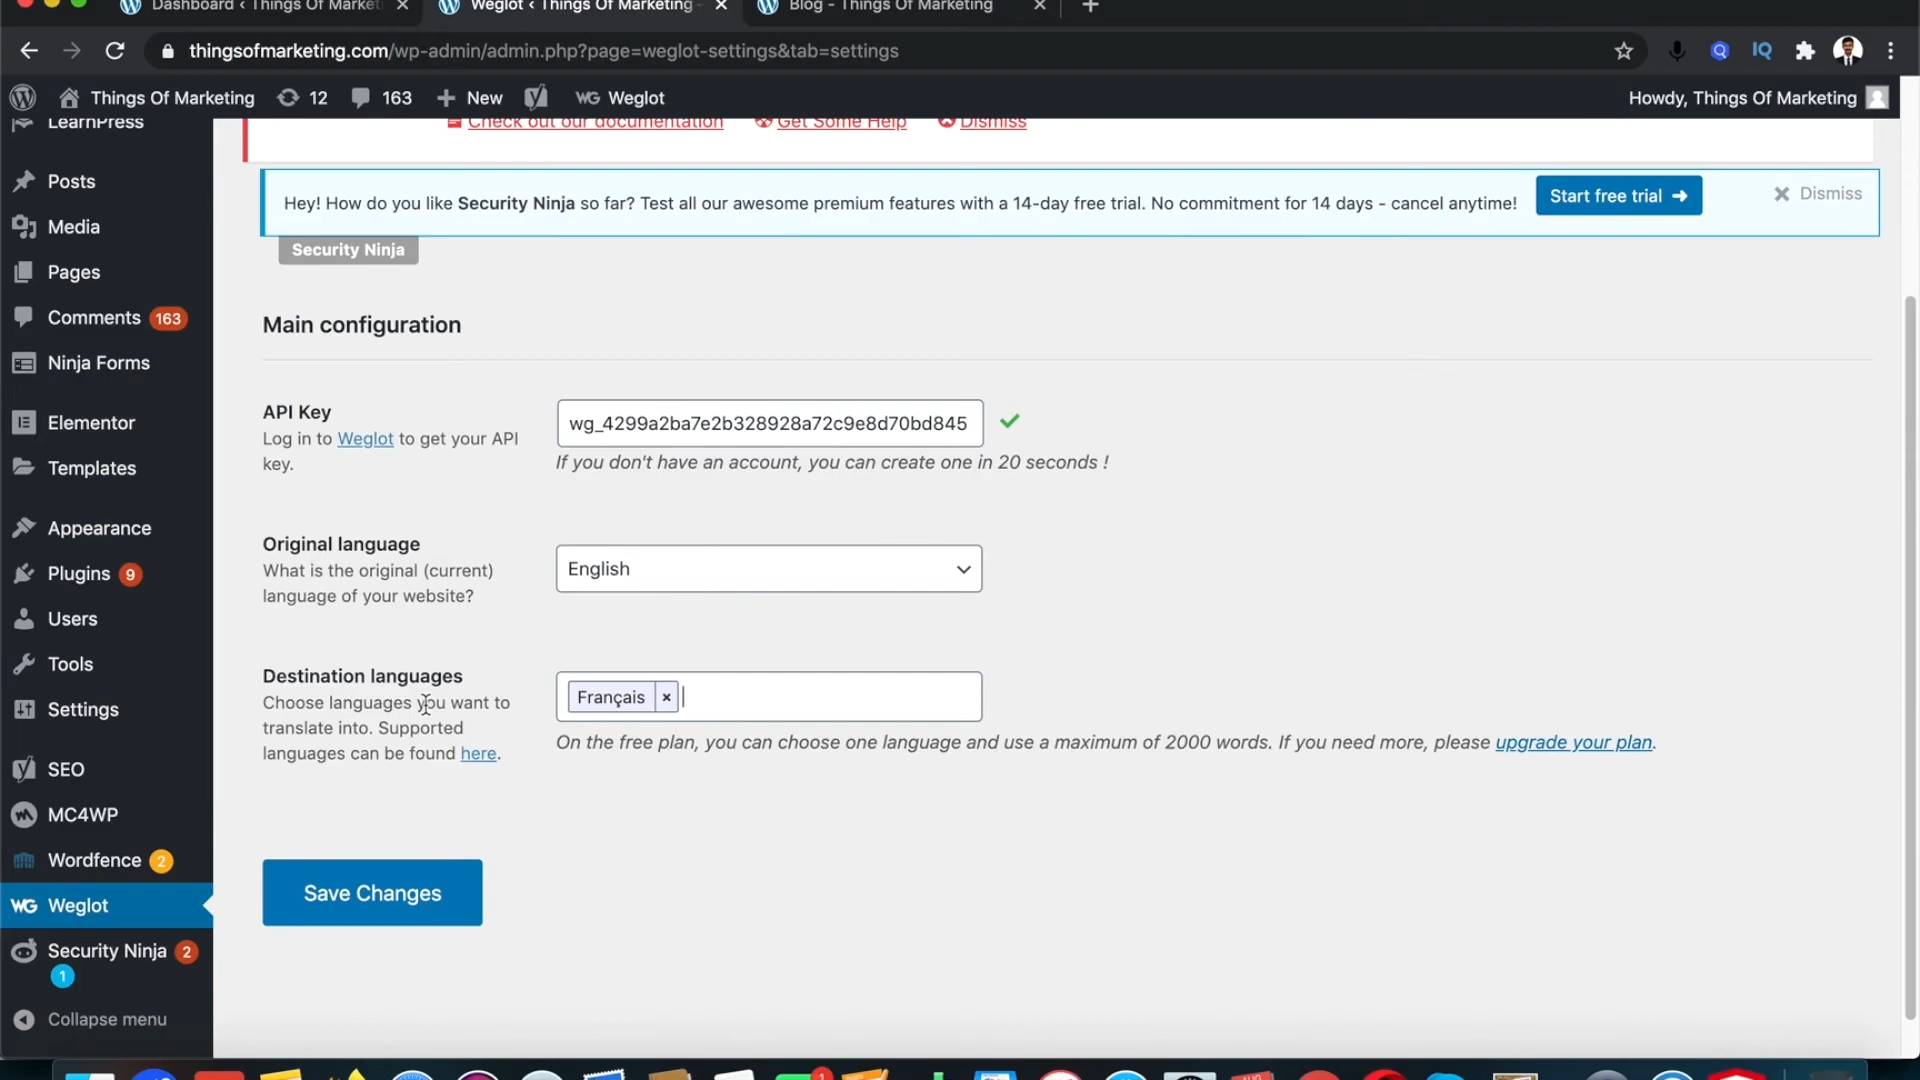 Dashboard ‹ Things Of Market
Weglot ‹ Things Of Marketing -
Blog - Things Of Marketing
thingsofmarketing.com/wp-admin/admin.php?page=weglot-settings&tab=settings
Things Of Marketing
12
163
New
WG Weglot
Howdy, Things Of Marketing
LearnPress
Posts
Media
Pages
Comments 163
Ninja Forms
Elementor
Templates
Appearance
Plugins 9
Users
Tools
Settings
SEO
MC4WP
Wordfence 2
WG Weglot
Security Ninja 2
1
Collapse menu
Check out our documentation
Get Some Help
Dismiss
Hey! How do you like Security Ninja so far? Test all our awesome premium features with a 14-day free trial. No commitment for 14 days - cancel anytime!
Start free trial ➜
Dismiss
Security Ninja
Main configuration
API Key
Log in to Weglot to get your API
key.
wg_4299a2ba7e2b328928a72c9e8d70bd845
If you don't have an account, you can create one in 20 seconds !
Original language
What is the original (current)
language of your website?
English
Destination languages
Choose languages you want to
translate into. Supported
languages can be found here.
Français ×
On the free plan, you can choose one language and use a maximum of 2000 words. If you need more, please upgrade your plan.
Save Changes